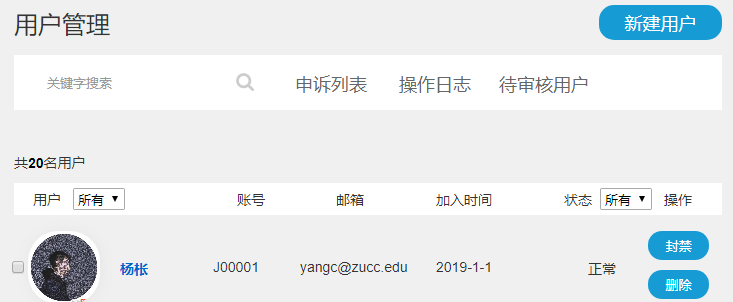 用户管理 新建用户
关键字搜索 申诉列表 操作日志 待审核用户
共20名用户
用户 所有 账号 邮箱 加入时间 状态 所有 操作
杨枨 J00001 yangc@zucc.edu 2019-1-1 正常 封禁
删除